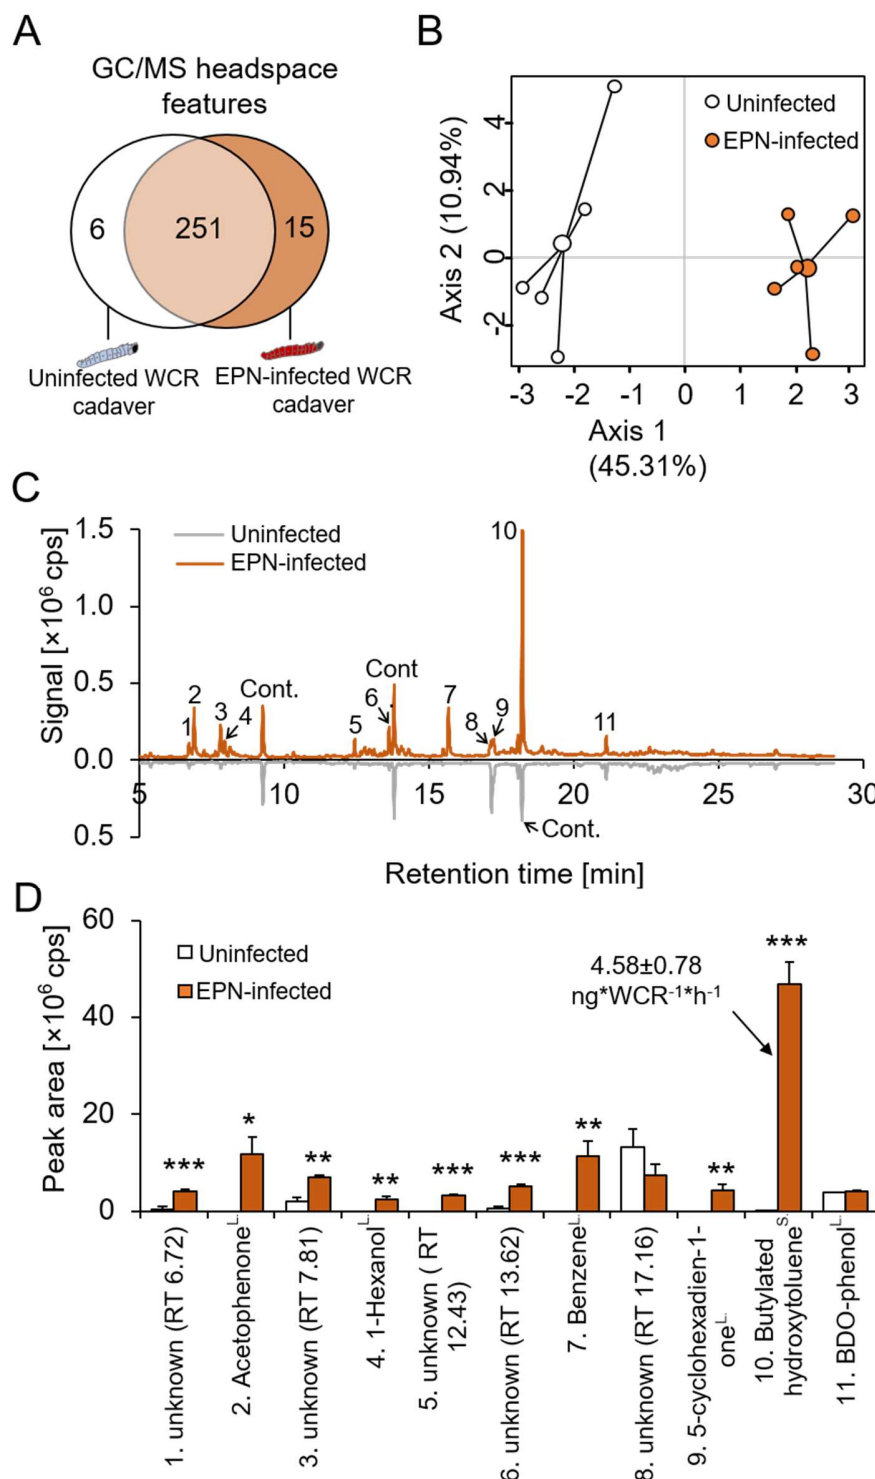 A
GC/MS headspace
features
6
251
15
Uninfected WCR
cadaver
EPN-infected WCR
cadaver
B
Axis 2 (10.94%)
4
2
0
-2
Uninfected
EPN-infected
-3
-2
-1
0
1
2
3
Axis 1
(45.31%)
C
Signal [×10⁶ cps]
1.5
1.0
0.5
0.0
0.5
Uninfected
EPN-infected
1
2
3
4
Cont.
5
6
Cont
7
8
9
10
11
Cont.
5
10
15
20
25
30
Retention time [min]
D
Peak area [×10⁶ cps]
60
40
20
0
Uninfected
EPN-infected
4.58±0.78
ng*WCR⁻¹*h⁻¹
***
*
**
**
***
***
**
**
***
1. unknown (RT 6.72)
2. Acetophenone^L.
3. unknown (RT 7.81)
4. 1-Hexanol^L.
5. unknown ( RT
12.43)
6. unknown (RT 13.62)
7. Benzene^L.
8. unknown (RT 17.16)
9. 5-cyclohexadien-1-
one^L.
10. Butylated
hydroxytoluene^S.
11. BDO-phenol^L.